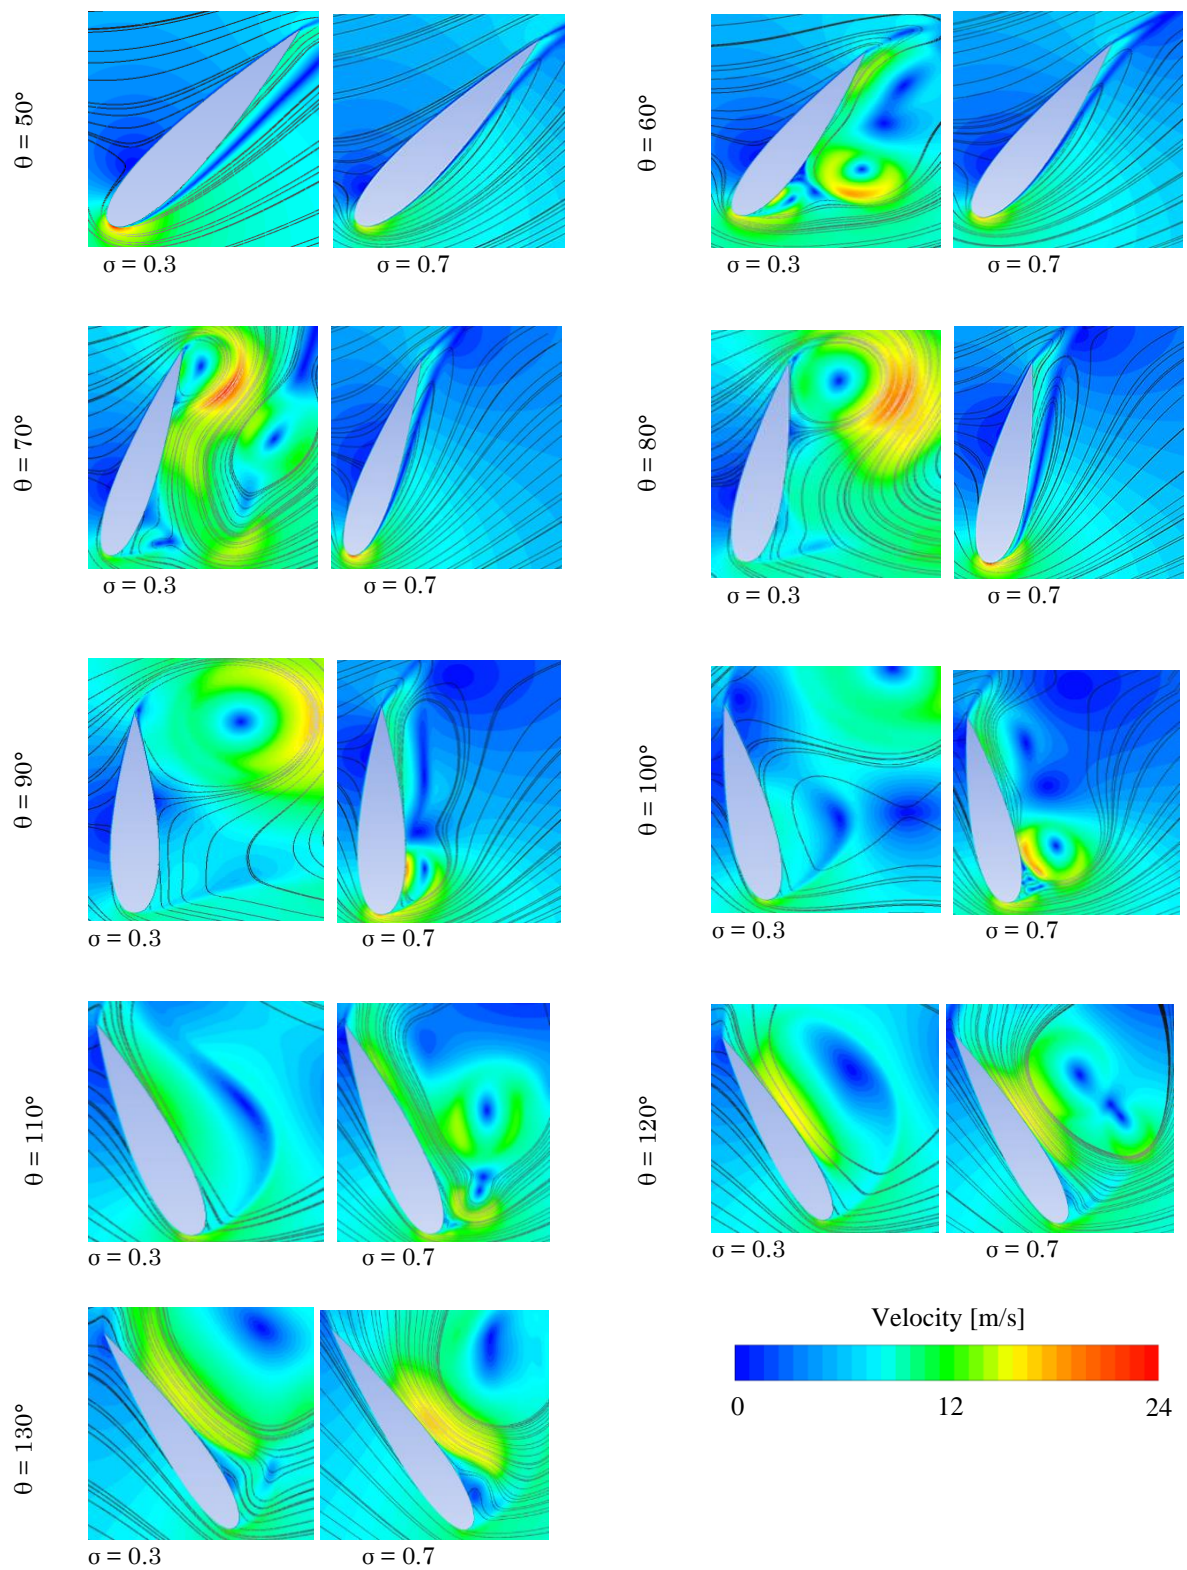 θ = 50°
σ = 0.3
σ = 0.7
θ = 60°
σ = 0.3
σ = 0.7
θ = 70°
σ = 0.3
σ = 0.7
θ = 80°
σ = 0.3
σ = 0.7
θ = 90°
σ = 0.3
σ = 0.7
θ = 100°
σ = 0.3
σ = 0.7
θ = 110°
σ = 0.3
σ = 0.7
θ = 120°
σ = 0.3
σ = 0.7
θ = 130°
σ = 0.3
σ = 0.7
Velocity [m/s]
0 12 24